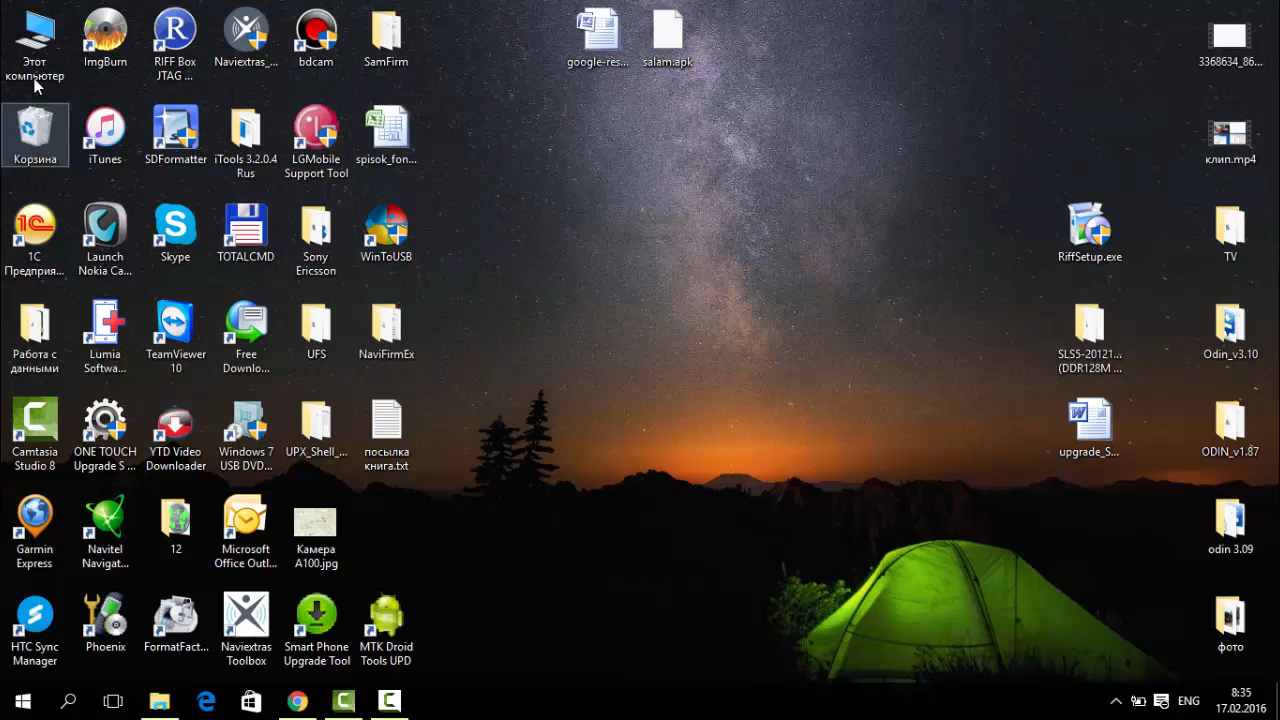 Этот
компьютер
ImgBurn
RIFF Box
JTAG ...
Naviextras_...
bdcam
SamFirm
google-res...
salam.apk
3368634_86...
Корзина
iTunes
SDFormatter
iTools 3.2.0.4
Rus
LGMobile
Support Tool
spisok_fon...
клип.mp4
1C
Предприя...
Launch
Nokia Ca...
Skype
TOTALCMD
Sony
Ericsson
WinToUSB
RiffSetup.exe
TV
Работа с
данными
Lumia
Softwa...
TeamViewer
10
Free
Downlo...
UFS
NaviFirmEx
SLS5-20121...
(DDR128M ...
Odin_v3.10
Camtasia
Studio 8
ONE TOUCH
Upgrade S ...
YTD Video
Downloader
Windows 7
USB DVD...
UPX_Shell_...
посылка
книга.txt
upgrade_S...
ODIN_v1.87
Garmin
Express
Navitel
Navigat...
12
Microsoft
Office Outl...
Камера
A100.jpg
odin 3.09
HTC Sync
Manager
Phoenix
FormatFact...
Naviextras
Toolbox
Smart Phone
Upgrade Tool
MTK Droid
Tools UPD
фото
ENG
8:35
17.02.2016